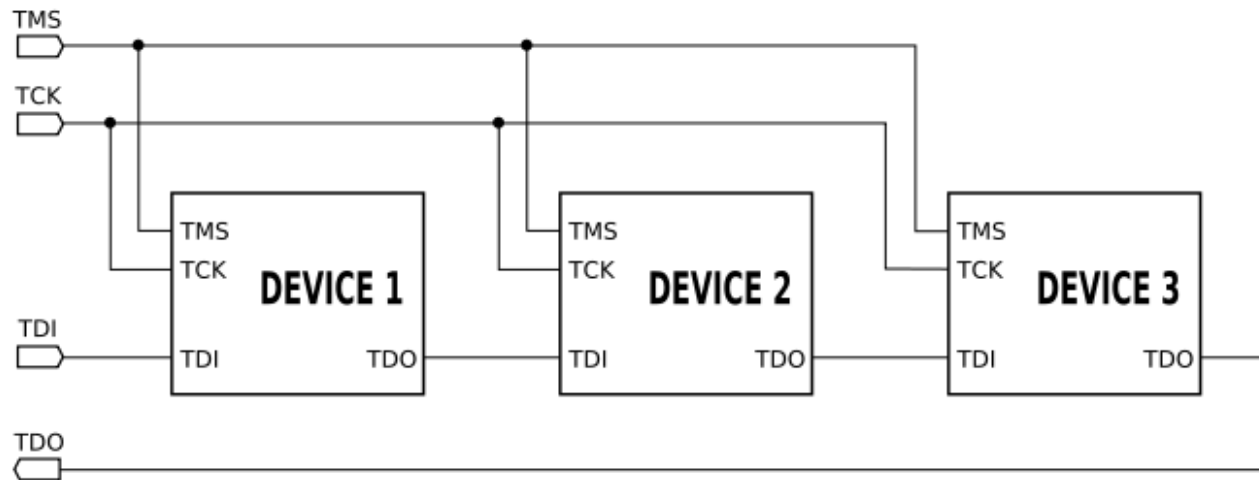 TMS
TCK
TMS
TCK
DEVICE 1
TDI
TDO
TMS
TCK
DEVICE 2
TDI
TDO
TMS
TCK
DEVICE 3
TDI
TDO
TDI
TDO